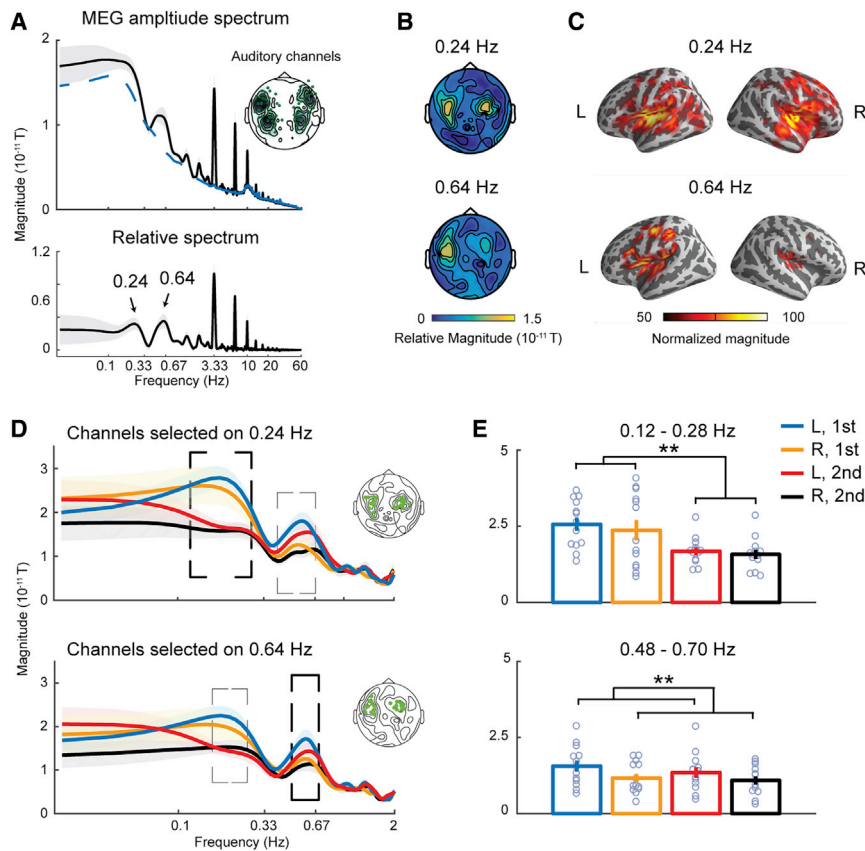 A
MEG ampltiude spectrum
Auditory channels
2
1
0
Magnitude (10⁻¹¹ T)
Relative spectrum
1.2
0.6
0
0.24
0.64
0.1 0.33 0.67 3.33 10 20 60
Frequency (Hz)
B
0.24 Hz
0.64 Hz
0 1.5
Relative Magnitude (10⁻¹¹ T)
C
0.24 Hz
L R
0.64 Hz
L R
50 100
Normalized magnitude
D
Channels selected on 0.24 Hz
3
2
1
0
Magnitude (10⁻¹¹ T)
Channels selected on 0.64 Hz
3
2
1
0
0.1 0.33 0.67 2
Frequency (Hz)
E
0.12 - 0.28 Hz
5
2.5
0
**
L, 1st
R, 1st
L, 2nd
R, 2nd
0.48 - 0.70 Hz
5
2.5
0
**